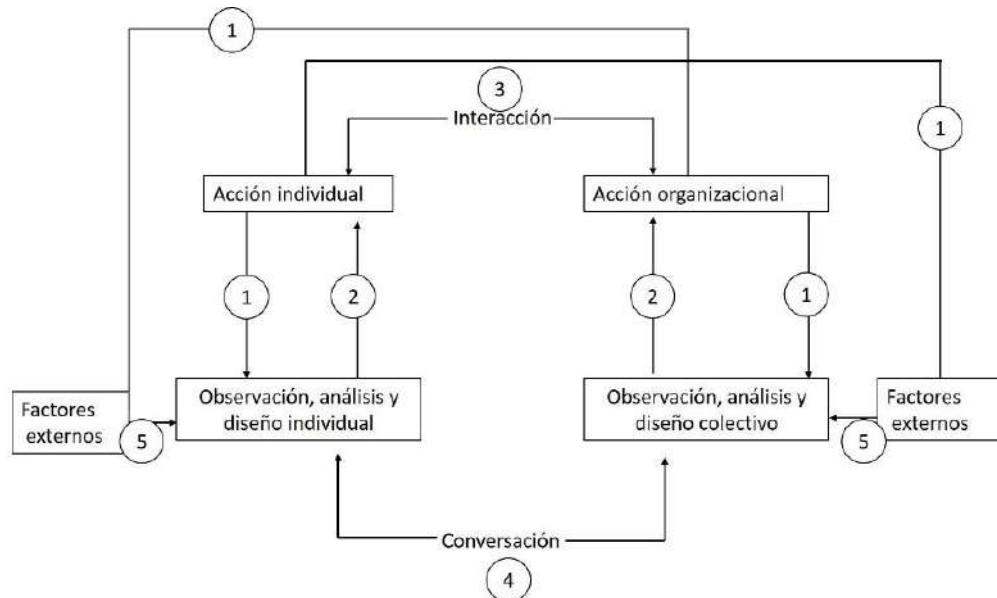 1
3
Interacción
1
Acción individual
Acción organizacional
1
2
2
1
Factores
externos
Observación, análisis y
diseño individual
Observación, análisis y
diseño colectivo
Factores
externos
5
5
Conversación
4